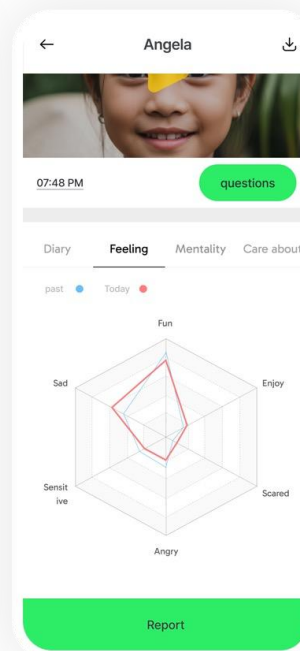 Angela
07:48 PM
questions
Diary Feeling Mentality Care about
past Today
Fun
Sad
Enjoy
Sensit
ive
Scared
Angry
Report